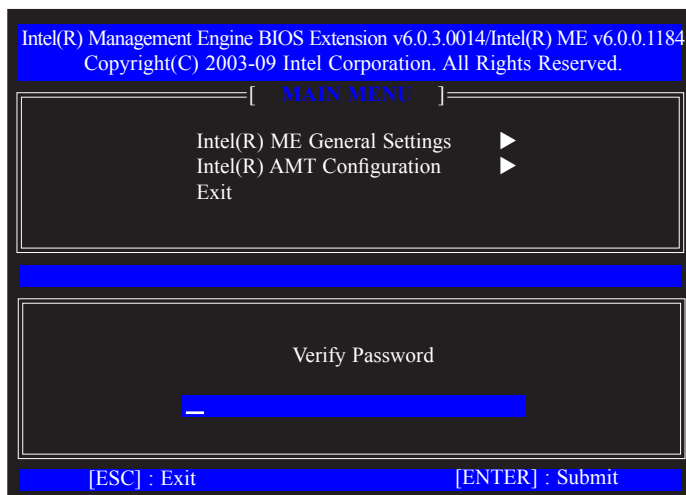 Intel(R) Management Engine BIOS Extension v6.0.3.0014/Intel(R) ME v6.0.0.1184
Copyright(C) 2003-09 Intel Corporation. All Rights Reserved.
[ MAIN MENU ]
Intel(R) ME General Settings ▶
Intel(R) AMT Configuration ▶
Exit
Verify Password
[ESC] : Exit [ENTER] : Submit